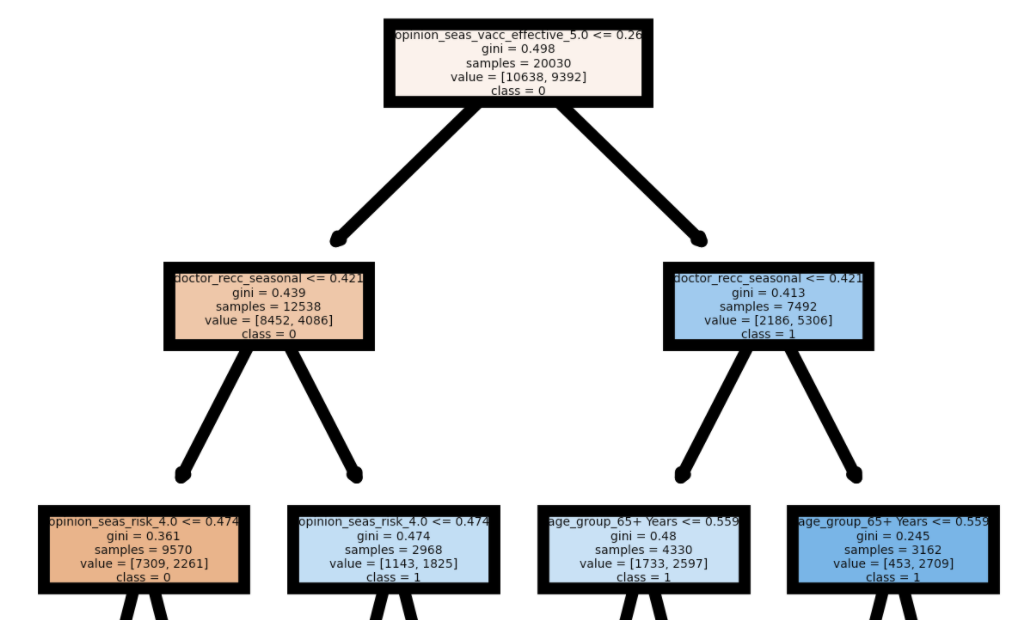 opinion_seas_vacc_effective_5.0 <= 0.26
gini = 0.498
samples = 20030
value = [10638, 9392]
class = 0
doctor_recc_seasonal <= 0.421
gini = 0.439
samples = 12538
value = [8452, 4086]
class = 0
doctor_recc_seasonal <= 0.421
gini = 0.413
samples = 7492
value = [2186, 5306]
class = 1
opinion_seas_risk_4.0 <= 0.474
gini = 0.361
samples = 9570
value = [7309, 2261]
class = 0
opinion_seas_risk_4.0 <= 0.474
gini = 0.474
samples = 2968
value = [1143, 1825]
class = 1
age_group_65+ Years <= 0.559
gini = 0.48
samples = 4330
value = [1733, 2597]
class = 1
age_group_65+ Years <= 0.559
gini = 0.245
samples = 3162
value = [453, 2709]
class = 1